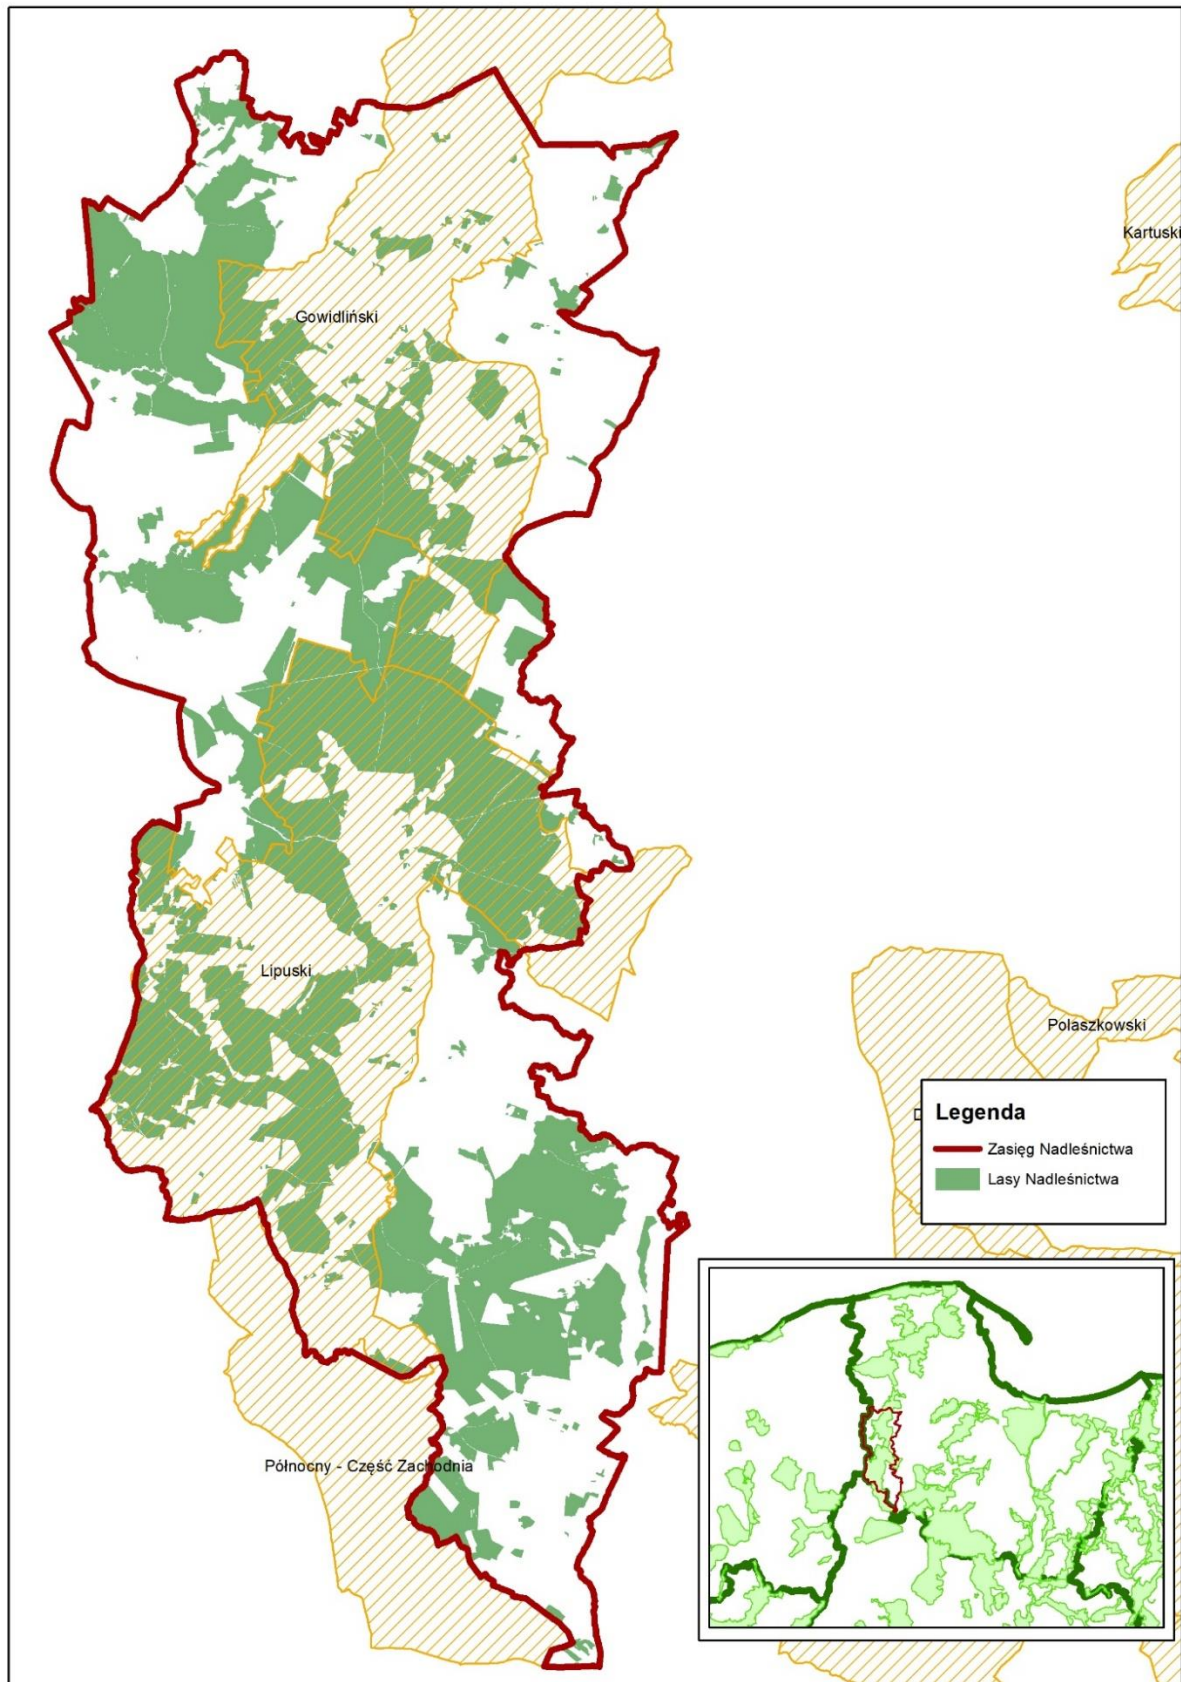 Kartuski
Gowidliński
Lipuski
Polaszkowski
Legenda
Zasięg Nadleśnictwa
Lasy Nadleśnictwa
Północny - Część Zachodnia